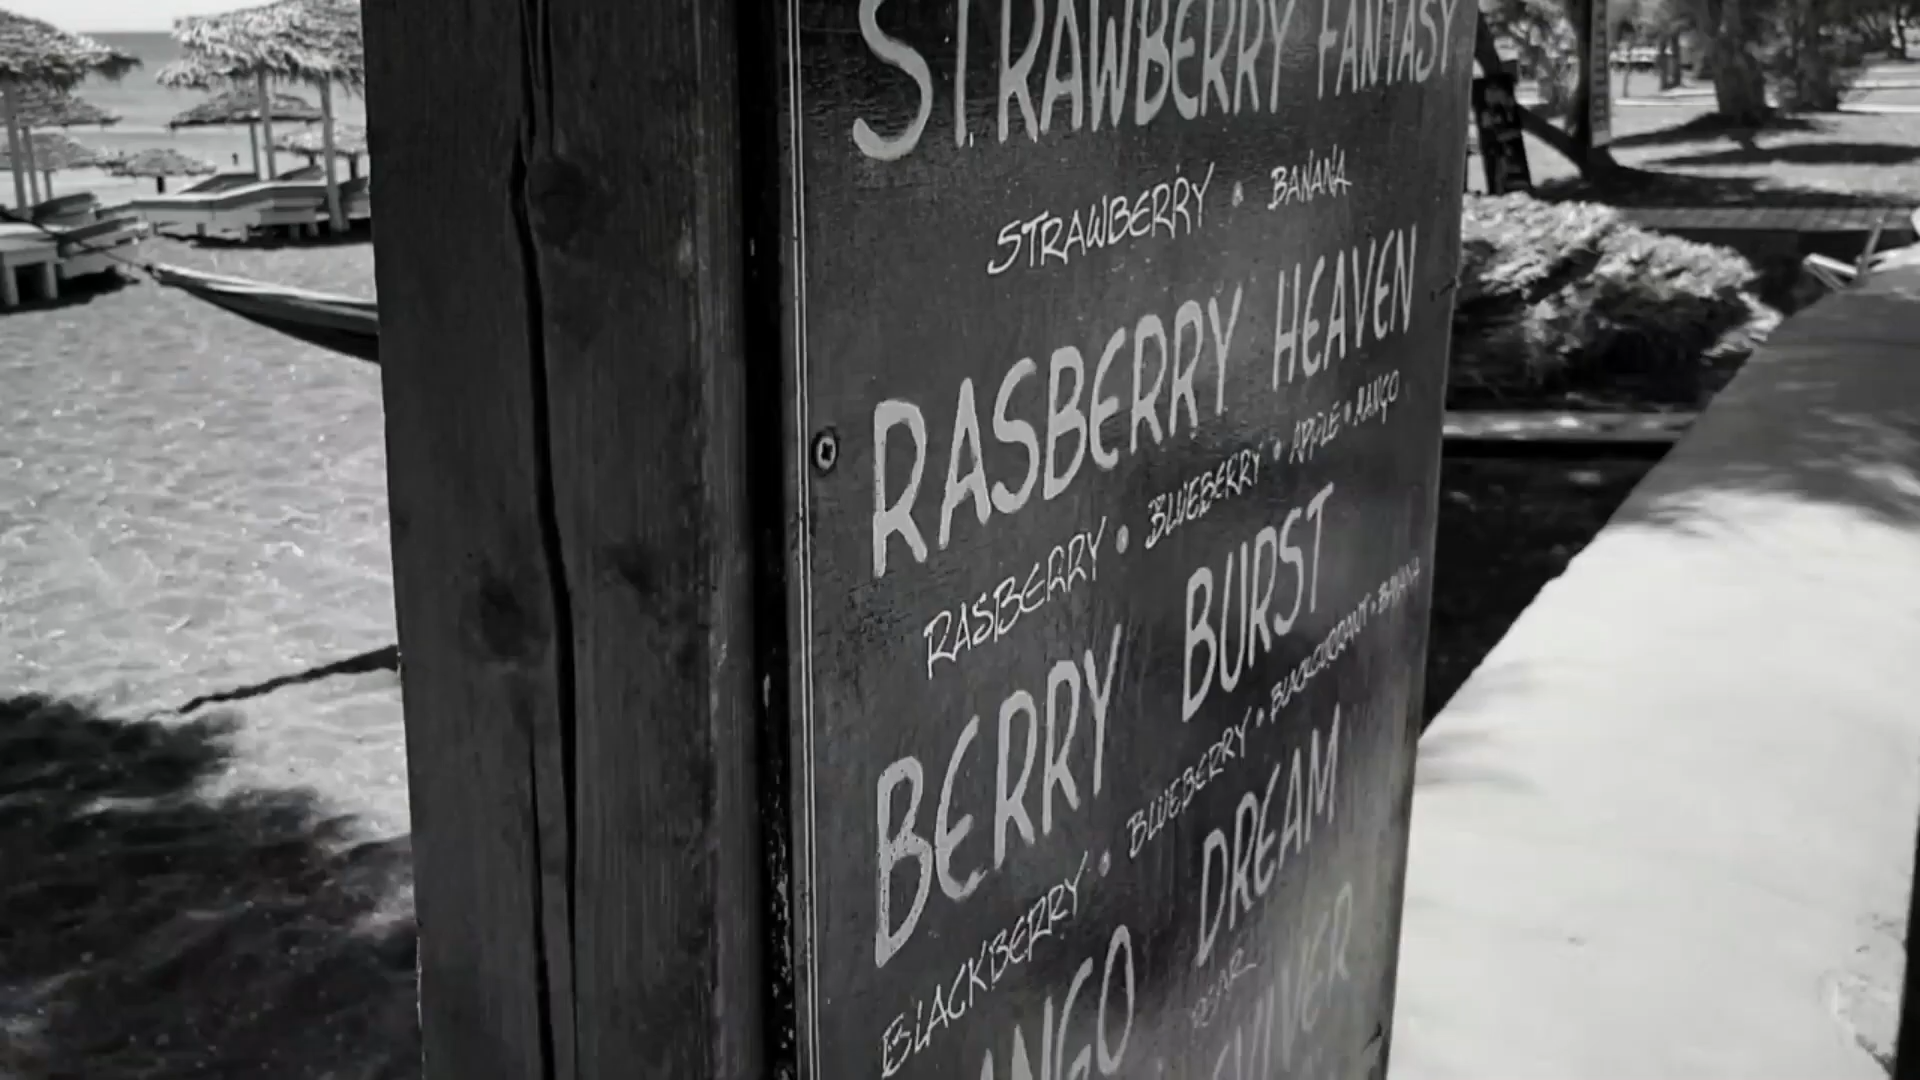 STRAWBERRY FANTASY
STRAWBERRY • BANANA
RASBERRY HEAVEN
RASBERRY • BLUEBERRY • APPLE • MANGO
BERRY BURST
BLACKBERRY • BLUEBERRY • BLACKCURRANT • BANANA
DREAM